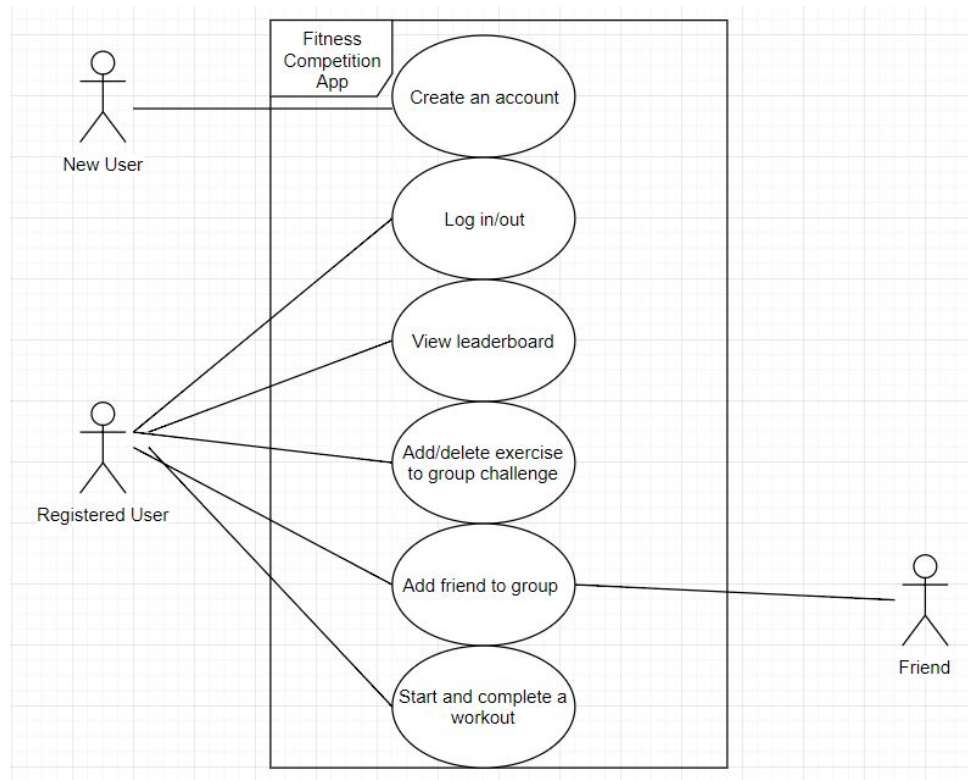 Fitness
Competition
App
Create an account
New User
Log in/out
View leaderboard
Add/delete exercise
to group challenge
Registered User
Add friend to group
Friend
Start and complete a
workout